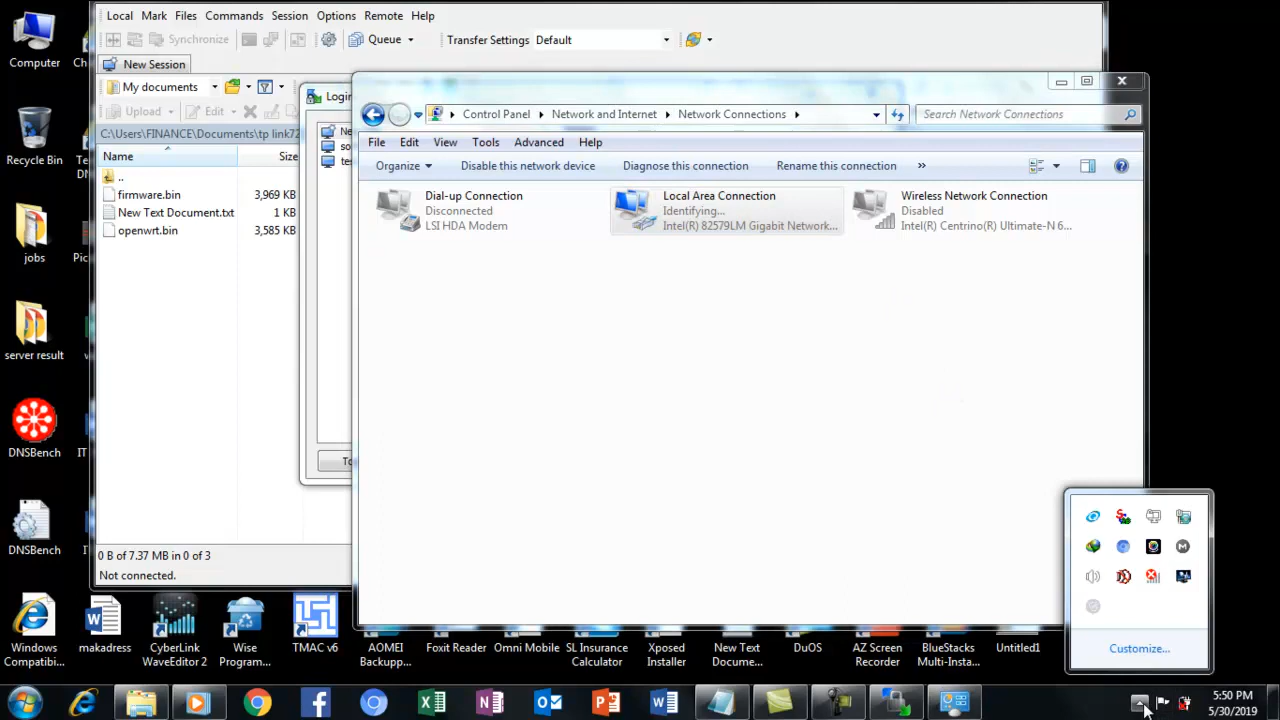 Local Mark Files Commands Session Options Remote Help
Synchronize Queue Transfer Settings Default
New Session
My documents
Upload Edit
Login
C:\Users\FINANCE\Documents\tp link72
Name Size
..
firmware.bin 3,969 KB
New Text Document.txt 1 KB
openwrt.bin 3,585 KB
0 B of 7.37 MB in 0 of 3
Not connected.
Control Panel Network and Internet Network Connections Search Network Connections
File Edit View Tools Advanced Help
Organize Disable this network device Diagnose this connection Rename this connection »
Dial-up Connection
Disconnected
LSI HDA Modem
Local Area Connection
Identifying...
Intel(R) 82579LM Gigabit Network...
Wireless Network Connection
Disabled
Intel(R) Centrino(R) Ultimate-N 6...
Customize...
Computer
Recycle Bin
jobs
server result
DNSBench
DNSBench
Windows
Compatibi...
makadress
CyberLink
WaveEditor 2
Wise
Program...
TMAC v6
AOMEI
Backupp...
Foxit Reader
Omni Mobile
SL Insurance
Calculator
Xposed
Installer
New Text
Docume...
DuOS
AZ Screen
Recorder
BlueStacks
Multi-Insta...
Untitled1
5:50 PM
5/30/2019